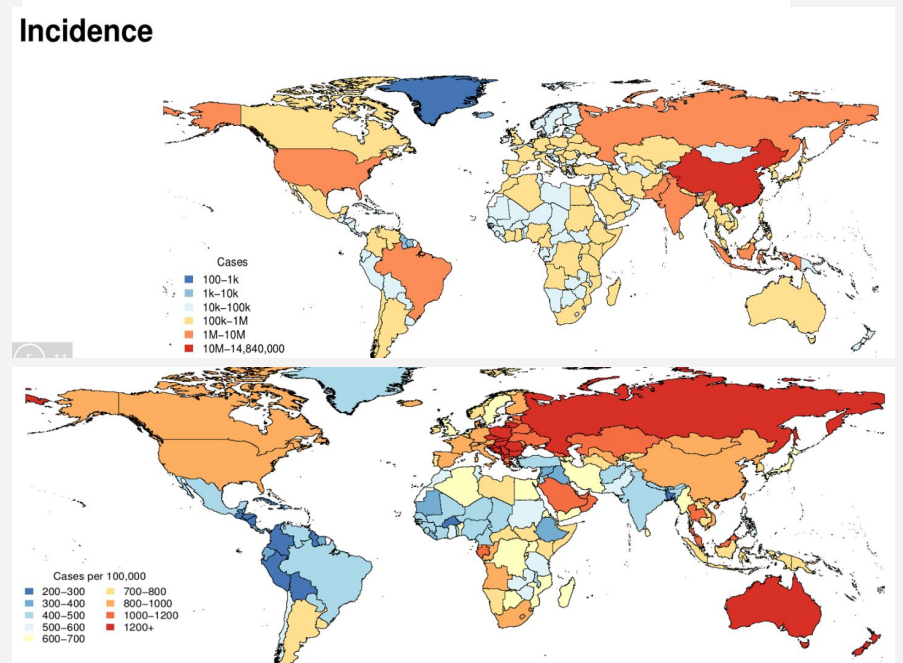 Incidence
Cases
100–1k
1k–10k
10k–100k
100k–1M
1M–10M
10M–14,840,000
Cases per 100,000
200–300
300–400
400–500
500–600
600–700
700–800
800–1000
1000–1200
1200+